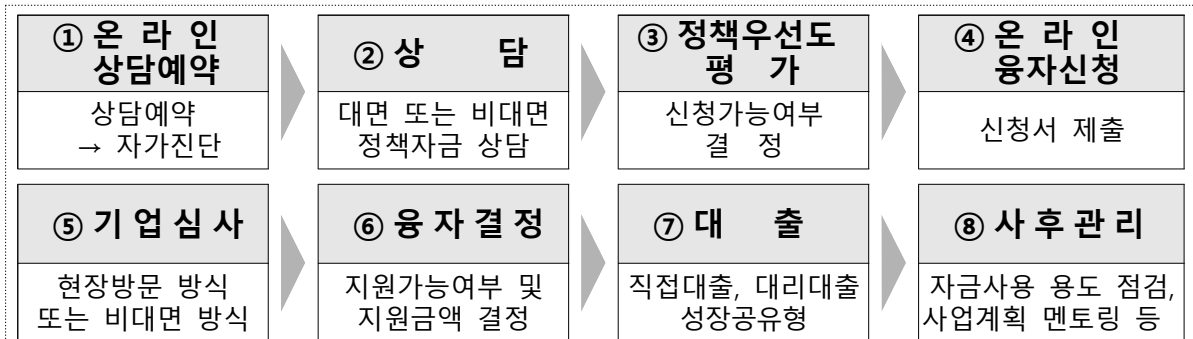 ① 온 라 인
상담예약
상담예약
→ 자가진단
② 상 담
대면 또는 비대면
정책자금 상담
③ 정책우선도
평 가
신청가능여부
결 정
④ 온 라 인
융자신청
신청서 제출
⑤ 기 업 심 사
현장방문 방식
또는 비대면 방식
⑥ 융 자 결 정
지원가능여부 및
지원금액 결정
⑦ 대 출
직접대출, 대리대출
성장공유형
⑧ 사 후 관 리
자금사용 용도 점검,
사업계획 멘토링 등